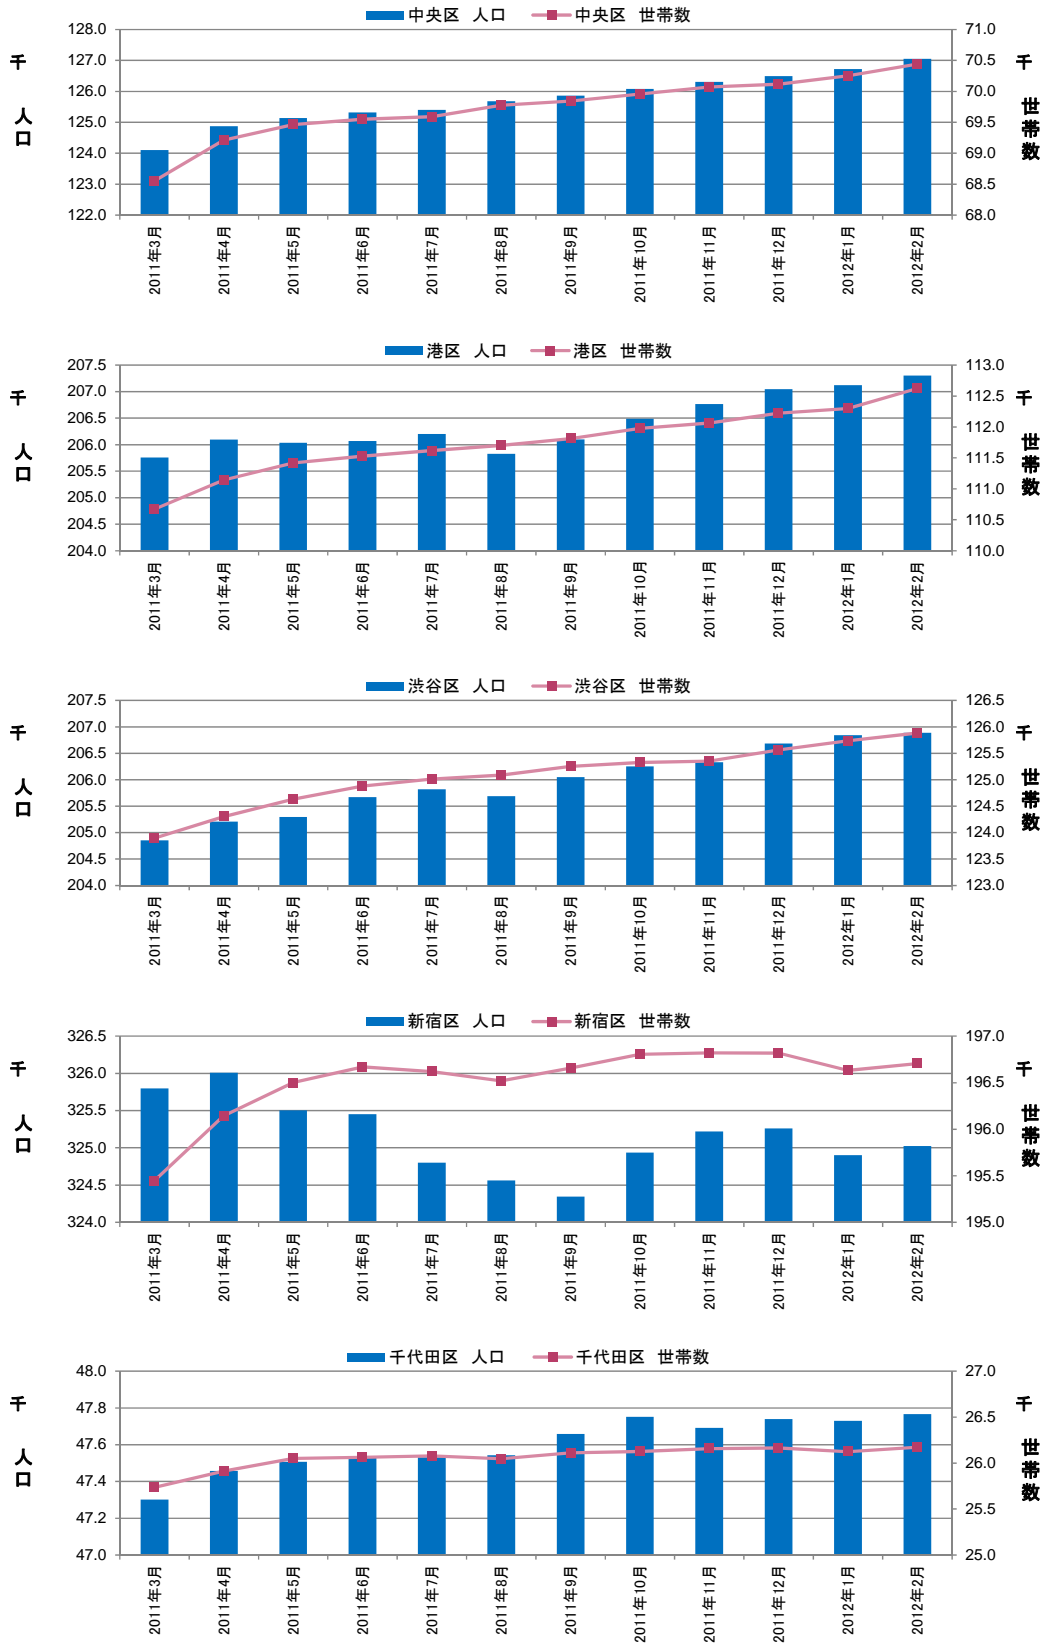 中央区 人口 中央区 世帯数
千 人口
128.0
127.0
126.0
125.0
124.0
123.0
122.0
71.0
70.5
70.0
69.5
69.0
68.5
68.0
千 世帯数
2011年3月
2011年4月
2011年5月
2011年6月
2011年7月
2011年8月
2011年9月
2011年10月
2011年11月
2011年12月
2012年1月
2012年2月
港区 人口 港区 世帯数
千 人口
207.5
207.0
206.5
206.0
205.5
205.0
204.5
204.0
113.0
112.5
112.0
111.5
111.0
110.5
110.0
千 世帯数
2011年3月
2011年4月
2011年5月
2011年6月
2011年7月
2011年8月
2011年9月
2011年10月
2011年11月
2011年12月
2012年1月
2012年2月
渋谷区 人口 渋谷区 世帯数
千 人口
207.5
207.0
206.5
206.0
205.5
205.0
204.5
204.0
126.5
126.0
125.5
125.0
124.5
124.0
123.5
123.0
千 世帯数
2011年3月
2011年4月
2011年5月
2011年6月
2011年7月
2011年8月
2011年9月
2011年10月
2011年11月
2011年12月
2012年1月
2012年2月
新宿区 人口 新宿区 世帯数
千 人口
326.5
326.0
325.5
325.0
324.5
324.0
197.0
196.5
196.0
195.5
195.0
千 世帯数
2011年3月
2011年4月
2011年5月
2011年6月
2011年7月
2011年8月
2011年9月
2011年10月
2011年11月
2011年12月
2012年1月
2012年2月
千代田区 人口 千代田区 世帯数
千 人口
48.0
47.8
47.6
47.4
47.2
47.0
27.0
26.5
26.0
25.5
25.0
千 世帯数
2011年3月
2011年4月
2011年5月
2011年6月
2011年7月
2011年8月
2011年9月
2011年10月
2011年11月
2011年12月
2012年1月
2012年2月